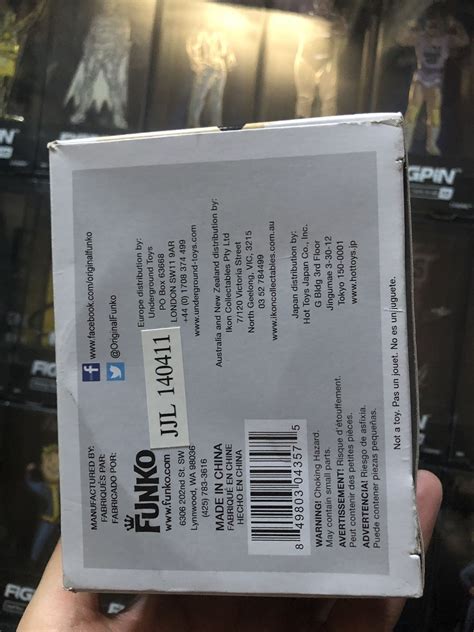 MANUFACTURED BY:
FABRIQUÉS PAR:
FABRICADO POR:
FUNKO
www.funko.com
6306 202nd St. SW
Lynnwood, WA 98036
(425) 783-3616
MADE IN CHINA
FABRIQUÉ EN CHINE
HECHO EN CHINA
8 49803 04357 5
WARNING! Choking Hazard.
May contain small parts.
AVERTISSEMENT! Risque d'étouffement.
Peut contenir des petites pièces.
ADVERTENCIA! Riesgo de asfixia.
Puede contener piezas pequeñas.
JJL 140411
f www.facebook.com/originalfunko
@OriginalFunko
Europe distribution by:
Underground Toys
PO Box 63668
LONDON SW11 9AR
+44 (0) 1708 374 499
www.underground-toys.com
Australia and New Zealand distribution by:
Ikon Collectables Pty Ltd
77/120 Victoria Street
North Geelong, VIC, 3215
03 52 784499
www.ikoncollectables.com.au
Japan distribution by:
Hot Toys Japan Co., Inc.
G Bldg 3rd Floor
Jingumae 3-30-12
Tokyo 150-0001
www.hottoys.jp
Not a toy. Pas un jouet. No es un juguete.
FIGPIN
GPIN